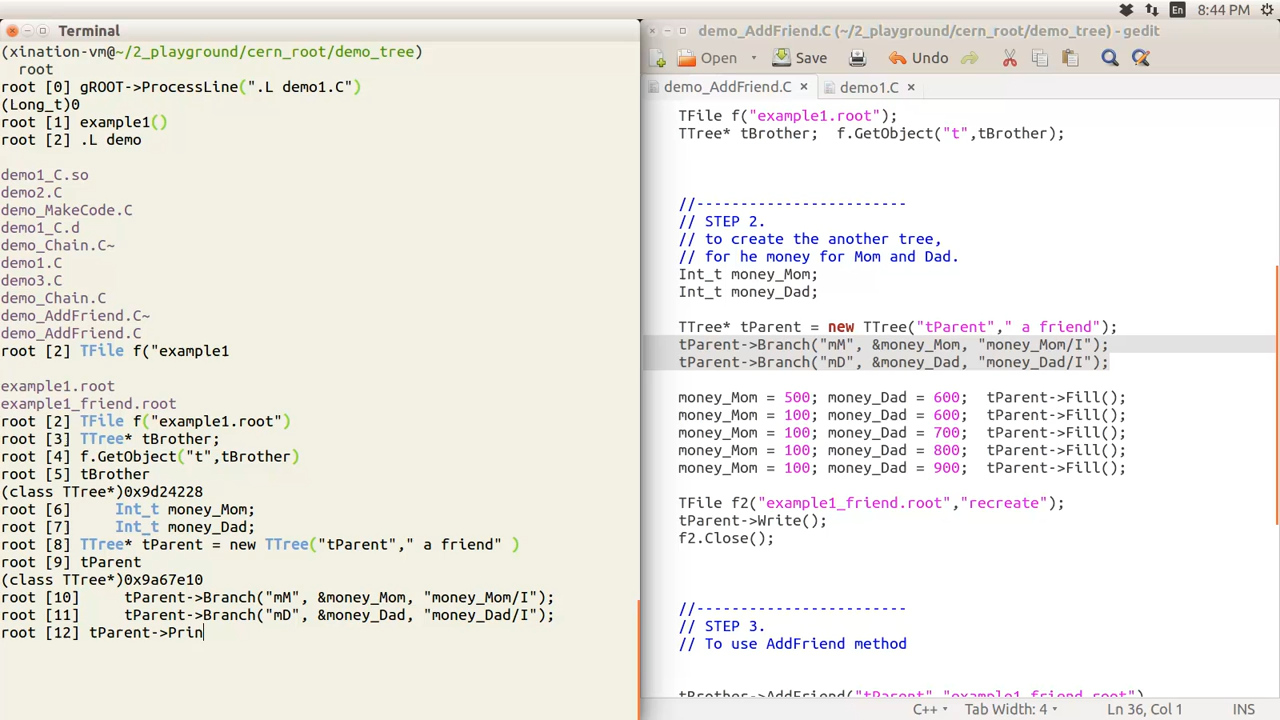 En
8:44 PM
Terminal
(xination-vm@~/2_playground/cern_root/demo_tree)
root
root [0] gROOT->ProcessLine(".L demo1.C")
(Long_t)0
root [1] example1()
root [2] .L demo
demo1_C.so
demo2.C
demo_MakeCode.C
demo1_C.d
demo_Chain.C~
demo1.C
demo3.C
demo_Chain.C
demo_AddFriend.C~
demo_AddFriend.C
root [2] TFile f("example1
example1.root
example1_friend.root
root [2] TFile f("example1.root")
root [3] TTree* tBrother;
root [4] f.GetObject("t",tBrother)
root [5] tBrother
(class TTree*)0x9d24228
root [6]    Int_t money_Mom;
root [7]    Int_t money_Dad;
root [8] TTree* tParent = new TTree("tParent"," a friend" )
root [9] tParent
(class TTree*)0x9a67e10
root [10]     tParent->Branch("mM", &money_Mom, "money_Mom/I");
root [11]     tParent->Branch("mD", &money_Dad, "money_Dad/I");
root [12] tParent->Prin
demo_AddFriend.C (~/2_playground/cern_root/demo_tree) - gedit
Open Save Undo
demo_AddFriend.C × demo1.C ×
TFile f("example1.root");
TTree* tBrother;  f.GetObject("t",tBrother);
//------------------------
// STEP 2.
// to create the another tree,
// for he money for Mom and Dad.
Int_t money_Mom;
Int_t money_Dad;
TTree* tParent = new TTree("tParent"," a friend");
tParent->Branch("mM", &money_Mom, "money_Mom/I");
tParent->Branch("mD", &money_Dad, "money_Dad/I");
money_Mom = 500; money_Dad = 600;  tParent->Fill();
money_Mom = 100; money_Dad = 600;  tParent->Fill();
money_Mom = 100; money_Dad = 700;  tParent->Fill();
money_Mom = 100; money_Dad = 800;  tParent->Fill();
money_Mom = 100; money_Dad = 900;  tParent->Fill();
TFile f2("example1_friend.root","recreate");
tParent->Write();
f2.Close();
//------------------------
// STEP 3.
// To use AddFriend method
tBrother->AddFriend("tParent","example1_friend.root")
C++ Tab Width: 4 Ln 36, Col 1 INS